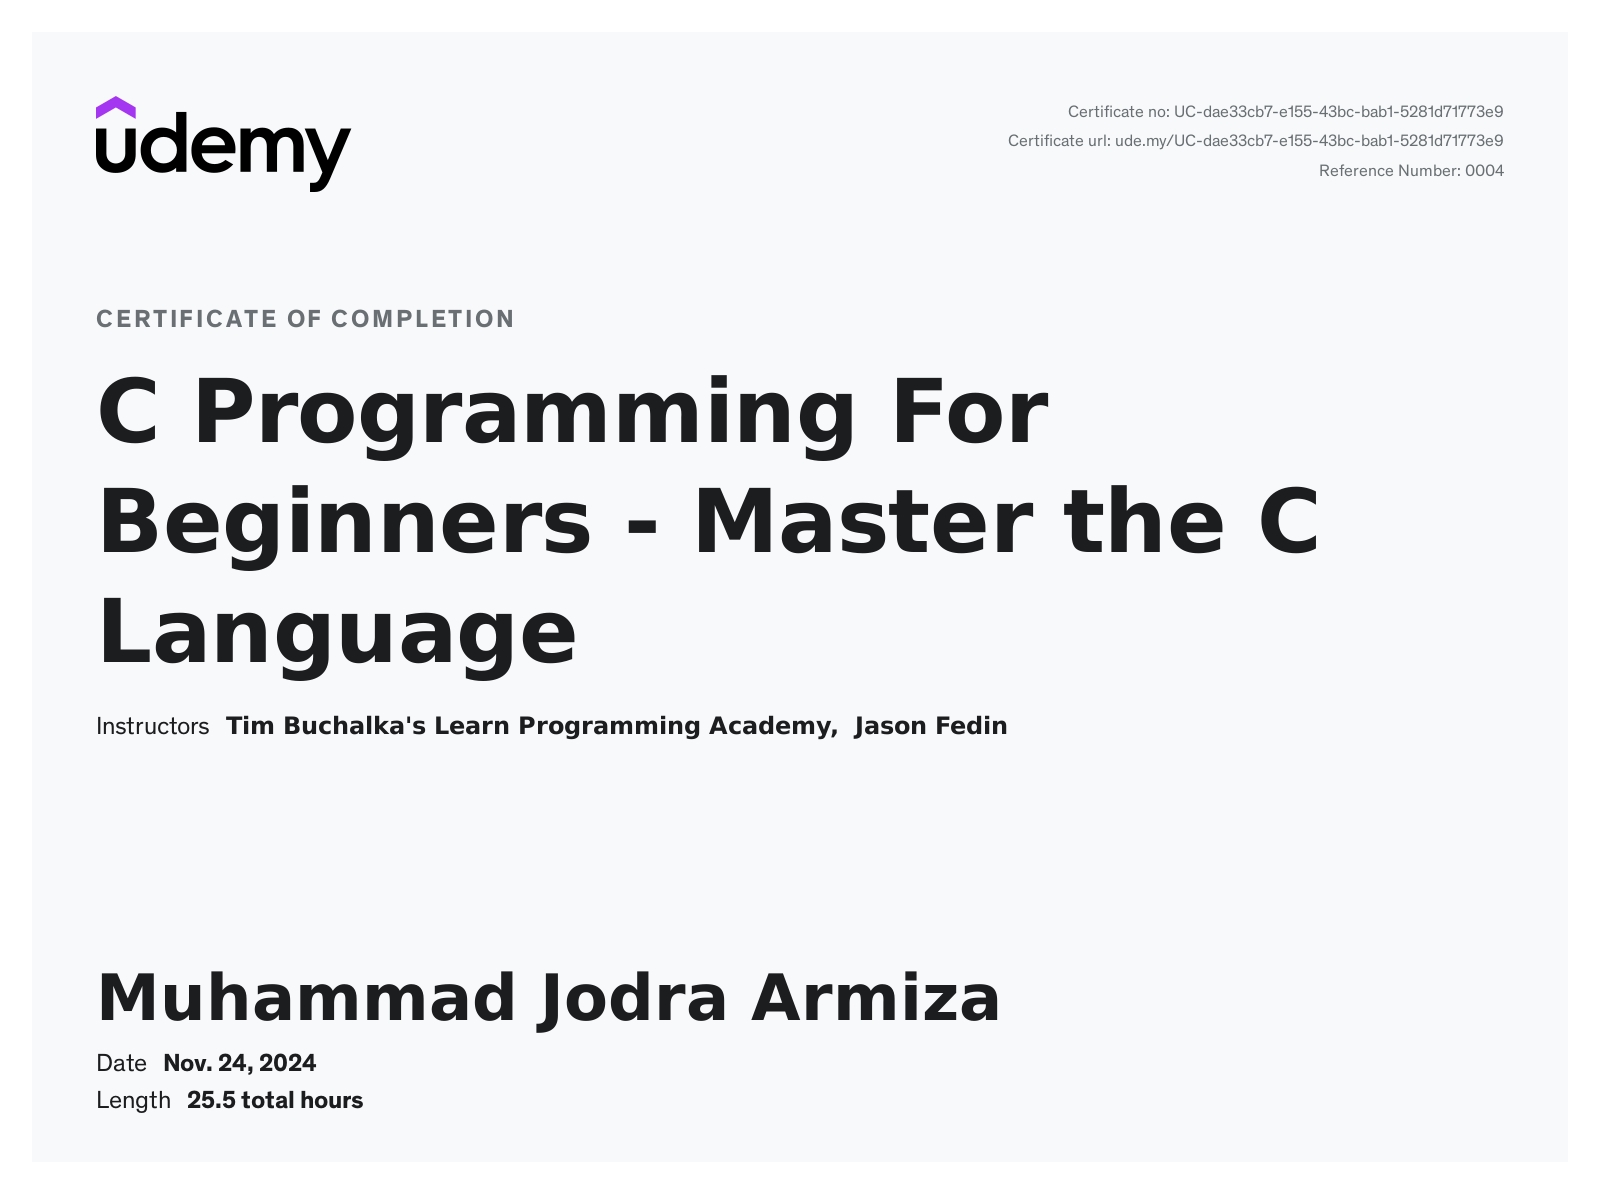 udemy
Certificate no: UC-dae33cb7-e155-43bc-bab1-5281d71773e9
Certificate url: ude.my/UC-dae33cb7-e155-43bc-bab1-5281d71773e9
Reference Number: 0004
CERTIFICATE OF COMPLETION
C Programming For
Beginners - Master the C
Language
Instructors Tim Buchalka's Learn Programming Academy, Jason Fedin
Muhammad Jodra Armiza
Date Nov. 24, 2024
Length 25.5 total hours